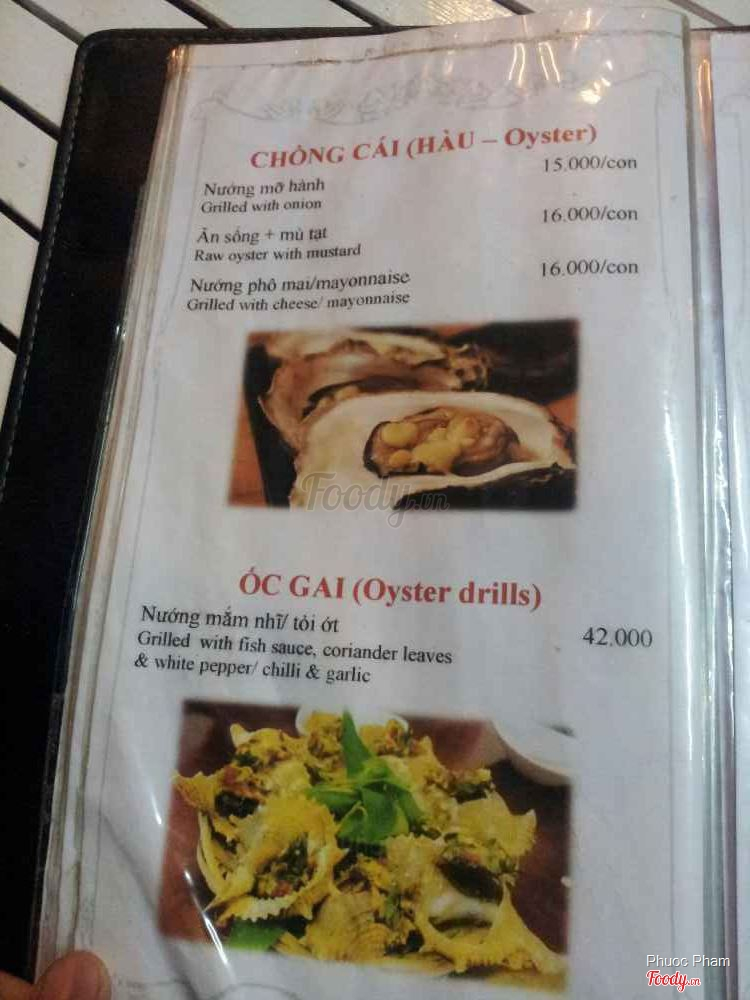 CHÒNG CÁI (HÀU – Oyster)
Nướng mỡ hành 15.000/con
Grilled with onion
Ăn sống + mù tạt 16.000/con
Raw oyster with mustard
Nướng phô mai/mayonnaise 16.000/con
Grilled with cheese/ mayonnaise
Foody.vn
ỐC GAI (Oyster drills)
Nướng mắm nhĩ/ tỏi ớt 42.000
Grilled with fish sauce, coriander leaves
& white pepper/ chilli & garlic
Phuoc Pham
Foody.vn